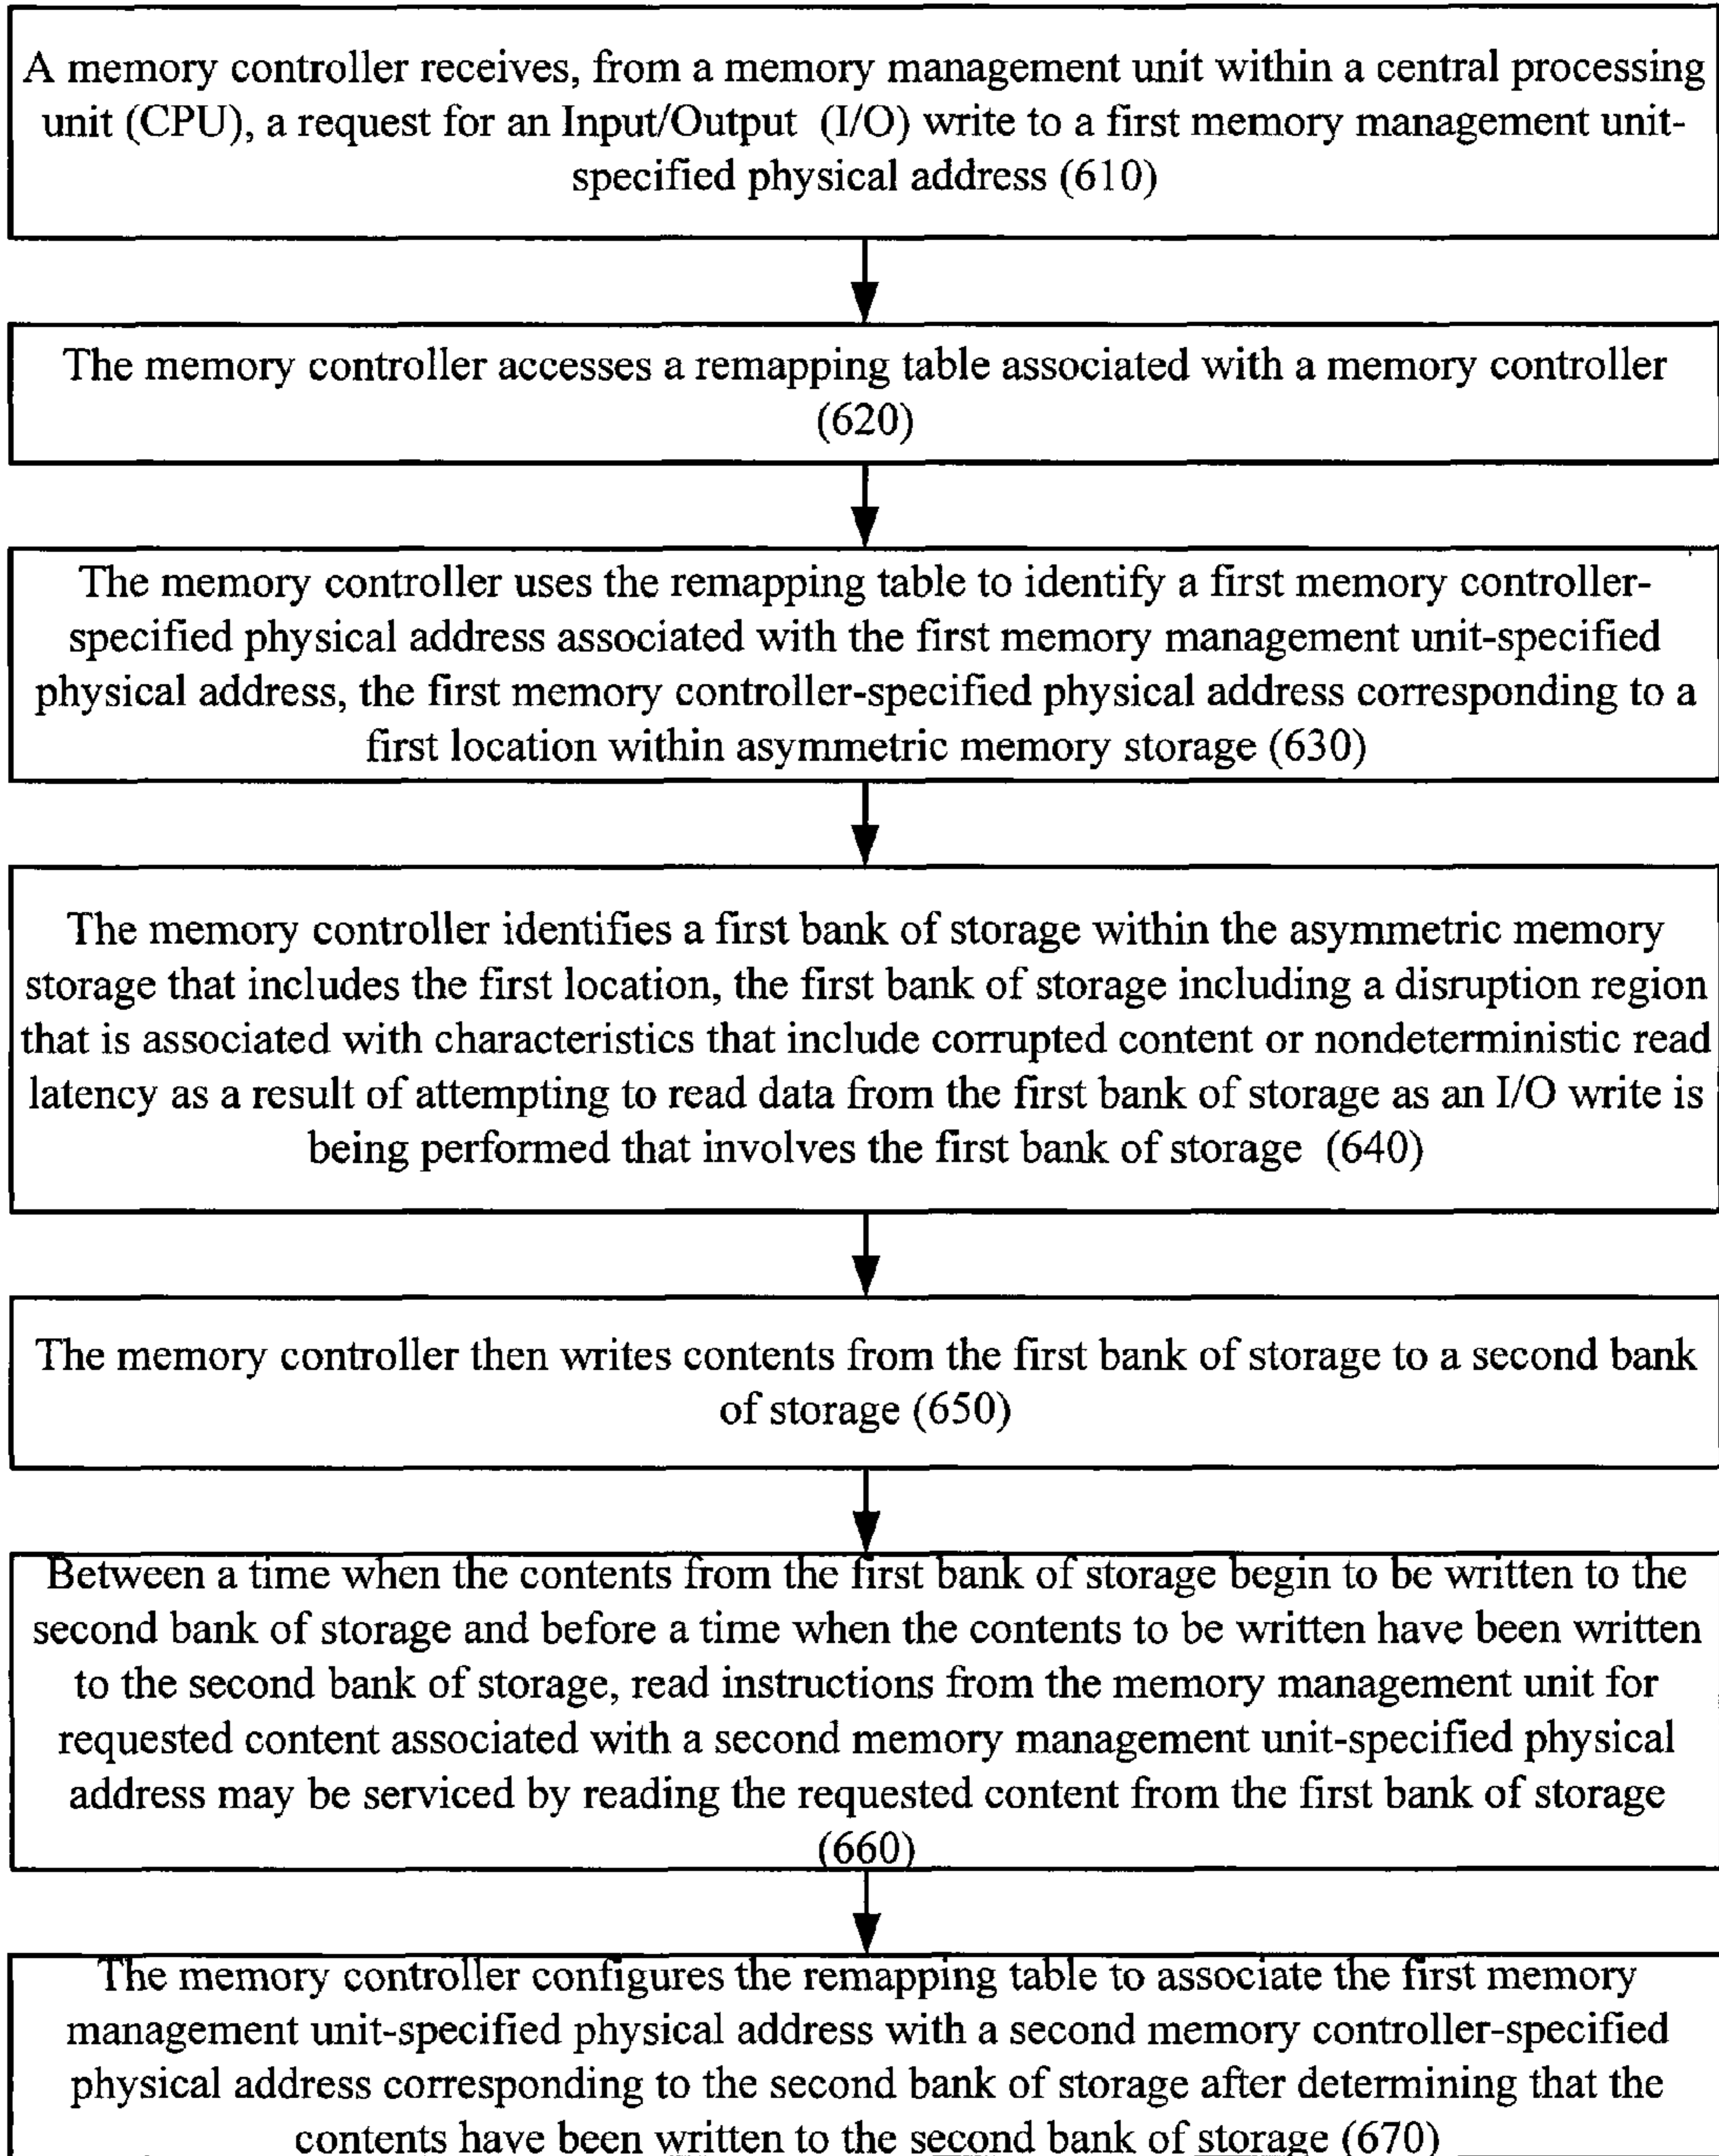 A memory controller receives, from a memory management unit within a central processing
unit (CPU), a request for an Input/Output (I/O) write to a first memory management unit-
specified physical address (610)
The memory controller accesses a remapping table associated with a memory controller
(620)
The memory controller uses the remapping table to identify a first memory controller-
specified physical address associated with the first memory management unit-specified
physical address, the first memory controller-specified physical address corresponding to a
first location within asymmetric memory storage (630)
The memory controller identifies a first bank of storage within the asymmetric memory
storage that includes the first location, the first bank of storage including a disruption region
that is associated with characteristics that include corrupted content or nondeterministic read
latency as a result of attempting to read data from the first bank of storage as an I/O write is
being performed that involves the first bank of storage (640)
The memory controller then writes contents from the first bank of storage to a second bank
of storage (650)
Between a time when the contents from the first bank of storage begin to be written to the
second bank of storage and before a time when the contents to be written have been written
to the second bank of storage, read instructions from the memory management unit for
requested content associated with a second memory management unit-specified physical
address may be serviced by reading the requested content from the first bank of storage
(660)
The memory controller configures the remapping table to associate the first memory
management unit-specified physical address with a second memory controller-specified
physical address corresponding to the second bank of storage after determining that the
contents have been written to the second bank of storage (670)